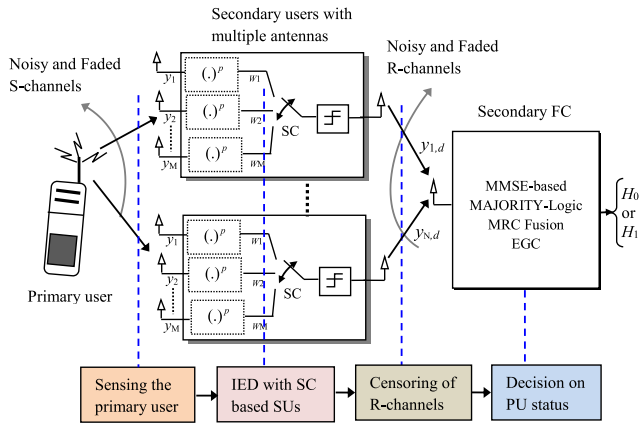 Secondary users with
multiple antennas
Noisy and Faded
S-channels
Noisy and Faded
R-channels
Secondary FC
y1 (.)p w1
y2 (.)p w2
yM (.)p wM
SC
y1,d
MMSE-based
MAJORITY-Logic
MRC Fusion
EGC
H0
or
H1
Primary user
y1 (.)p w1
y2 (.)p w2
yM (.)p wM
SC
yN,d
Sensing the
primary user
IED with SC
based SUs
Censoring of
R-channels
Decision on
PU status